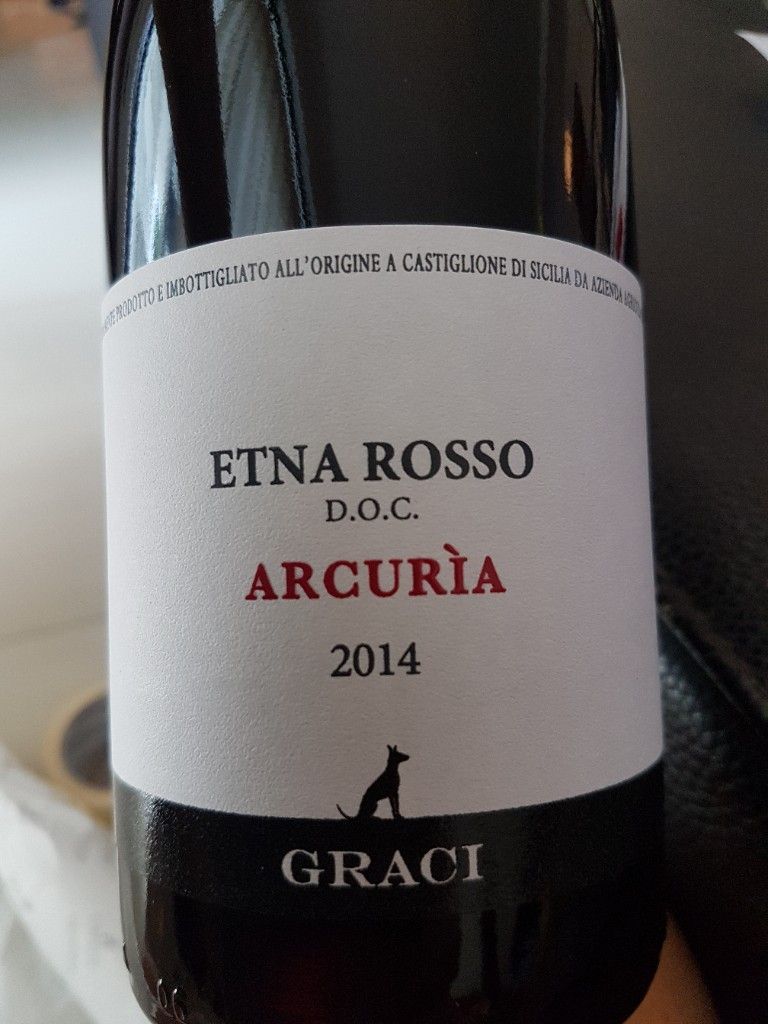 PRODOTTO E IMBOTTIGLIATO ALL'ORIGINE A CASTIGLIONE DI SICILIA DA AZIENDA
ETNA ROSSO
D.O.C.
ARCURÌA
2014
GRACI